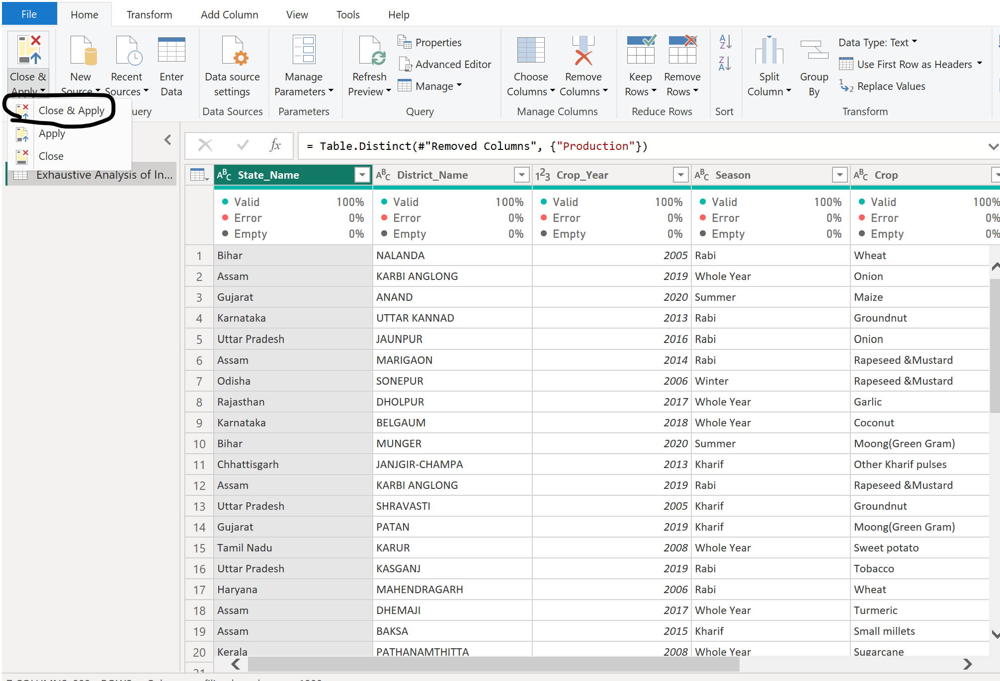 File Home Transform Add Column View Tools Help
Close & Apply
New Source
Recent Sources
Enter Data
Data source settings
Manage Parameters
Refresh Preview
Properties
Advanced Editor
Manage
Choose Columns
Remove Columns
Keep Rows
Remove Rows
Split Column
Group By
Data Type: Text
Use First Row as Headers
Replace Values
Data Sources Parameters Query Manage Columns Reduce Rows Sort Transform
Close & Apply
Apply
Close
Exhaustive Analysis of In...
fx = Table.Distinct(#"Removed Columns", {"Production"})
State_Name District_Name Crop_Year Season Crop
Valid 100% Valid 100% Valid 100% Valid 100% Valid 100%
Error 0% Error 0% Error 0% Error 0% Error 0%
Empty 0% Empty 0% Empty 0% Empty 0% Empty 0%
1 Bihar NALANDA 2005 Rabi Wheat
2 Assam KARBI ANGLONG 2019 Whole Year Onion
3 Gujarat ANAND 2020 Summer Maize
4 Karnataka UTTAR KANNAD 2013 Rabi Groundnut
5 Uttar Pradesh JAUNPUR 2016 Rabi Onion
6 Assam MARIGAON 2014 Rabi Rapeseed &Mustard
7 Odisha SONEPUR 2006 Winter Rapeseed &Mustard
8 Rajasthan DHOLPUR 2017 Whole Year Garlic
9 Karnataka BELGAUM 2018 Whole Year Coconut
10 Bihar MUNGER 2020 Summer Moong(Green Gram)
11 Chhattisgarh JANJGIR-CHAMPA 2013 Kharif Other Kharif pulses
12 Assam KARBI ANGLONG 2019 Rabi Rapeseed &Mustard
13 Uttar Pradesh SHRAVASTI 2005 Kharif Groundnut
14 Gujarat PATAN 2019 Kharif Moong(Green Gram)
15 Tamil Nadu KARUR 2008 Whole Year Sweet potato
16 Uttar Pradesh KASGANJ 2019 Rabi Tobacco
17 Haryana MAHENDRAGARH 2006 Rabi Wheat
18 Assam DHEMAJI 2017 Whole Year Turmeric
19 Assam BAKSA 2015 Kharif Small millets
20 Kerala PATHANAMTHITTA 2008 Whole Year Sugarcane